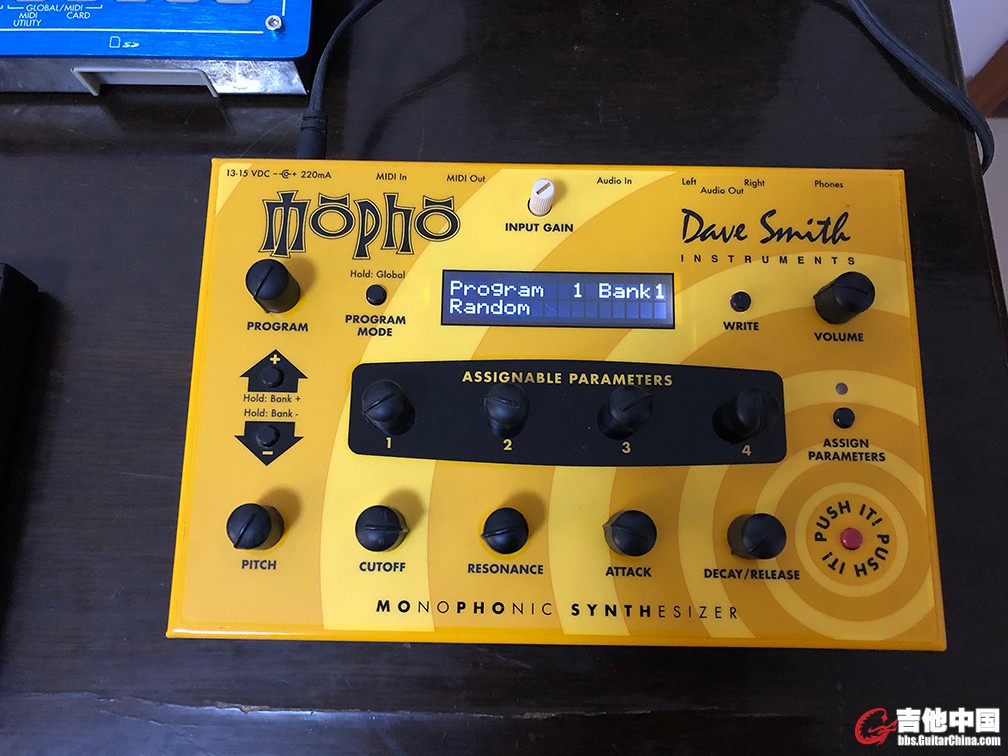 GLOBAL/MIDI
MIDI CARD
UTILITY
SD
13-15 VDC 220mA
MIDI In
MIDI Out
Audio In
Left Right
Audio Out
Phones
mōphō
INPUT GAIN
Dave Smith
INSTRUMENTS
Hold: Global
Program 1 Bank1
Random
PROGRAM
PROGRAM
MODE
WRITE
VOLUME
+
Hold: Bank +
Hold: Bank -
-
ASSIGNABLE PARAMETERS
1 2 3 4
ASSIGN
PARAMETERS
PUSH IT! PUSH IT!
PITCH
CUTOFF
RESONANCE
ATTACK
DECAY/RELEASE
MONOPHONIC SYNTHESIZER
吉他中国
bbs.GuitarChina.com